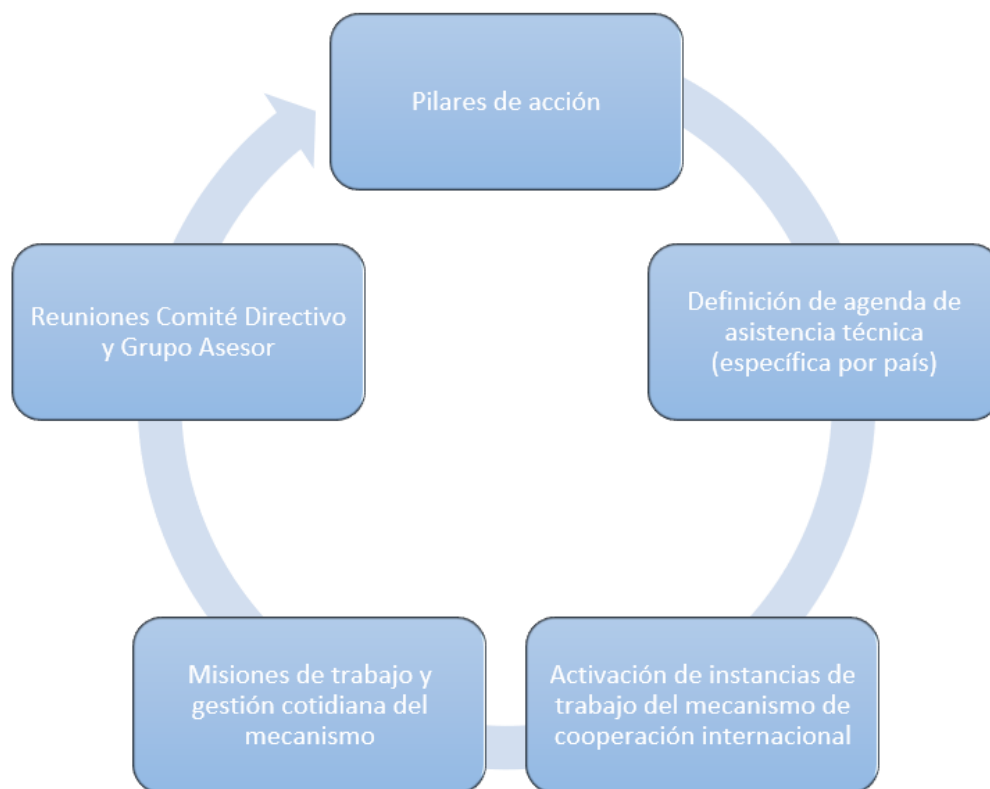 Pilares de acción
Definición de agenda de
asistencia técnica
(específica por país)
Activación de instancias de
trabajo del mecanismo de
cooperación internacional
Misiones de trabajo y
gestión cotidiana del
mecanismo
Reuniones Comité Directivo
y Grupo Asesor